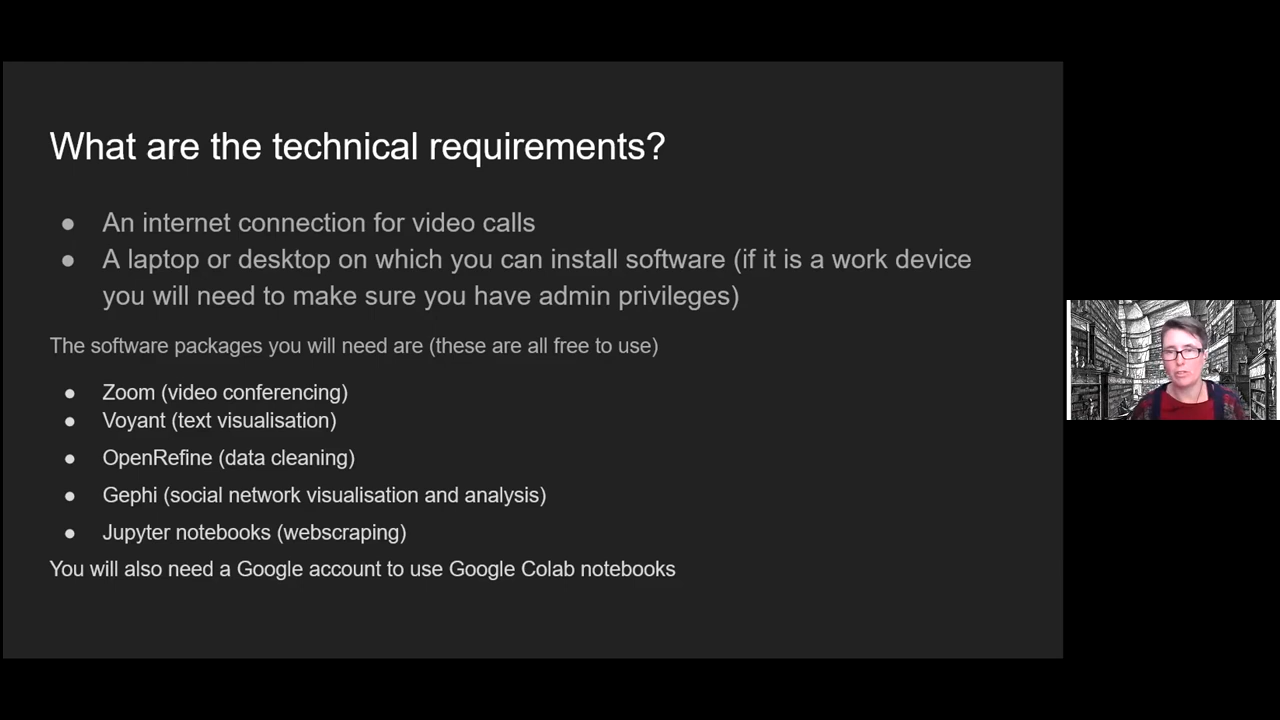 What are the technical requirements?
● An internet connection for video calls
● A laptop or desktop on which you can install software (if it is a work device
you will need to make sure you have admin privileges)
The software packages you will need are (these are all free to use)
● Zoom (video conferencing)
● Voyant (text visualisation)
● OpenRefine (data cleaning)
● Gephi (social network visualisation and analysis)
● Jupyter notebooks (webscraping)
You will also need a Google account to use Google Colab notebooks